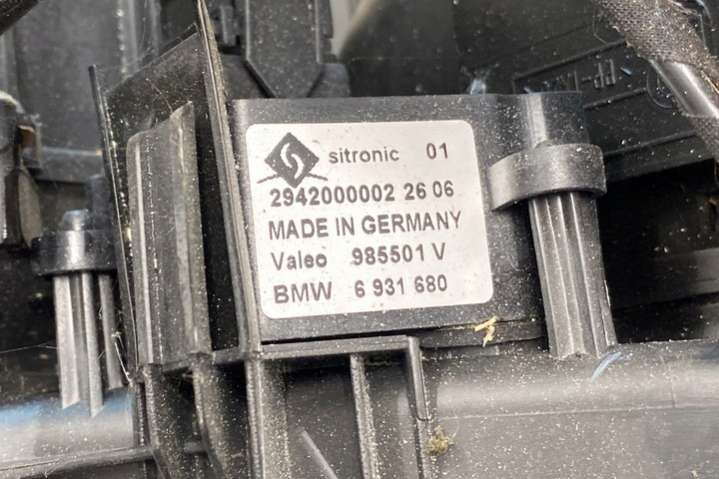 sitronic 01
2942000002 26 06
MADE IN GERMANY
Valeo 985501 V
BMW 6 931 680